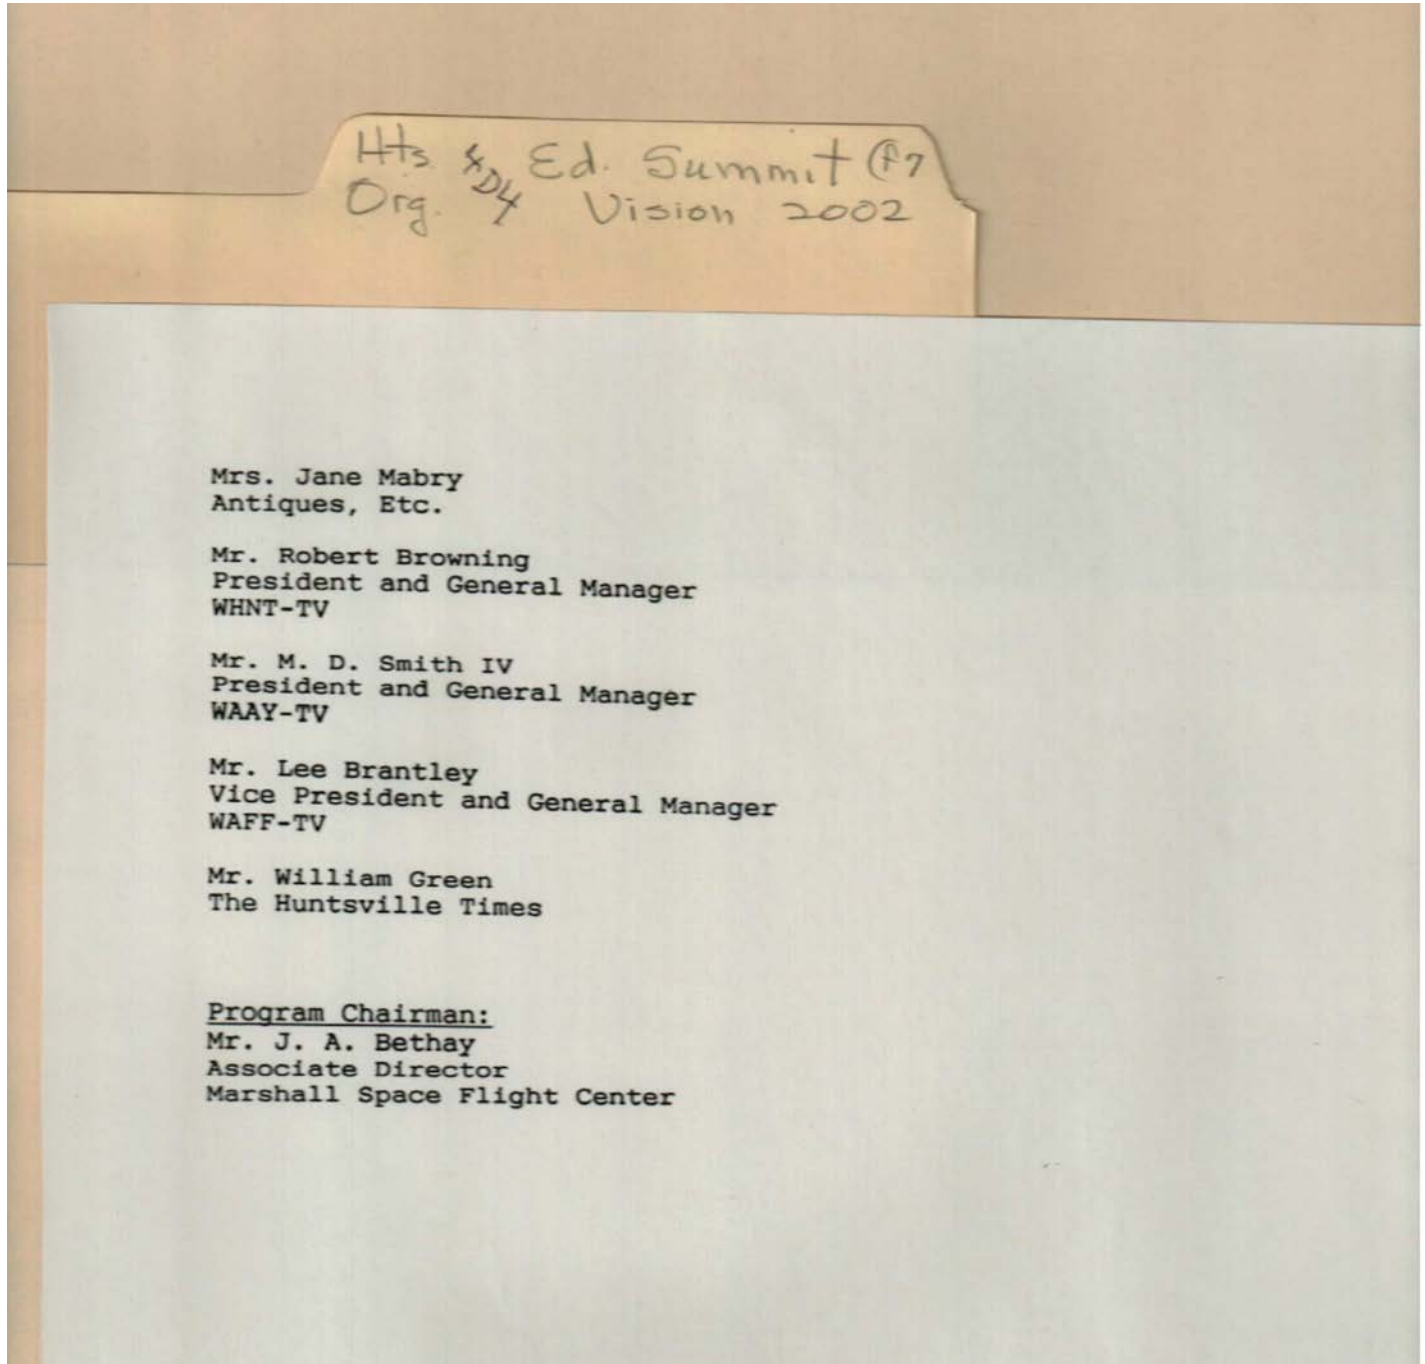 Hts Ed. Summit
Org. Vision 2002
Mrs. Jane Mabry
Antiques, Etc.
Mr. Robert Browning
President and General Manager
WHNT-TV
Mr. M. D. Smith IV
President and General Manager
WAAY-TV
Mr. Lee Brantley
Vice President and General Manager
WAFF-TV
Mr. William Green
The Huntsville Times
Program Chairman:
Mr. J. A. Bethay
Associate Director
Marshall Space Flight Center